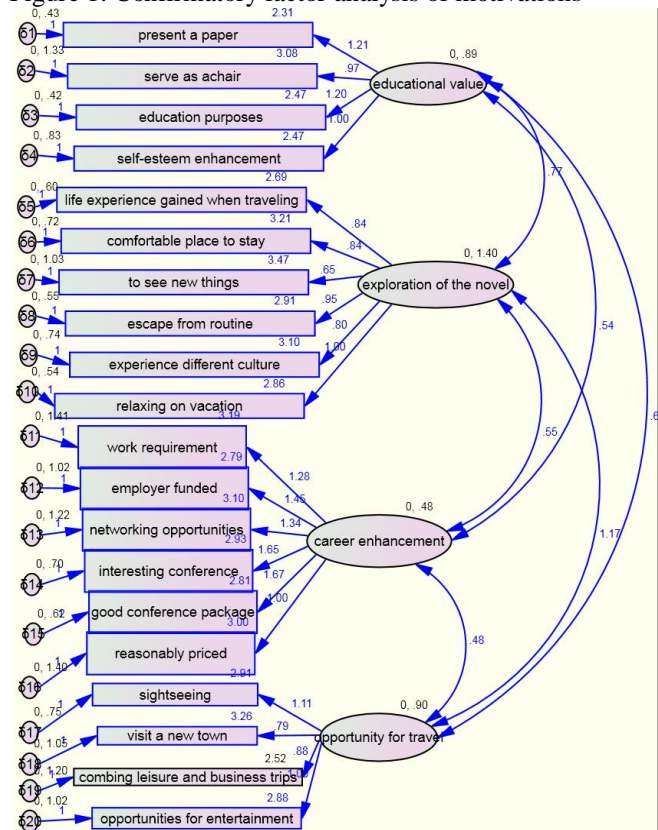 Figure 1. Confirmatory factor analysis of motivations
0, .43
δ1
1
2.31
present a paper
1.21
0, 1.33
δ2
1
3.08
serve as achair
.97
0, .42
δ3
1
2.47
education purposes
1.20
0, .83
δ4
1
2.47
self-esteem enhancement
1.00
0, .89
educational value
0, .60
δ5
1
2.69
life experience gained when traveling
.84
0, .72
δ6
1
3.21
comfortable place to stay
.84
0, 1.03
δ7
1
3.47
to see new things
.65
0, .55
δ8
1
2.91
escape from routine
.95
0, .74
δ9
1
3.10
experience different culture
.80
0, .54
δ10
1
2.86
relaxing on vacation
1.00
0, 1.40
exploration of the novel
0, 1.41
δ11
1
3.19
work requirement
1.28
0, 1.02
δ12
1
2.79
employer funded
1.45
0, 1.22
δ13
1
3.10
networking opportunities
1.34
0, .70
δ14
1
2.93
interesting conference
1.65
0, .62
δ15
2.81
good conference package
1.67
0, 1.40
δ16
1
3.00
reasonably priced
1.00
0, .48
career enhancement
0, .75
δ17
1
2.91
sightseeing
1.11
0, 1.05
δ18
1
3.26
visit a new town
.79
0, 1.20
δ19
1
2.52
combing leisure and business trips
.88
0, 1.02
δ20
1
2.88
opportunities for entertainment
0, .90
opportunity for travel
.77
.54
.55
1.17
.48